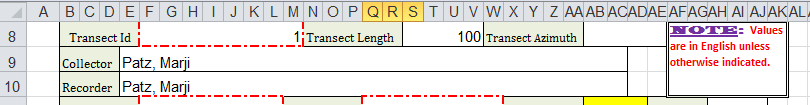 B C D E F G H I J K L M N O P Q R S T U V W X Y Z AA AB AC AD AE AF AG AH AI AJ AK AL
8 Transect Id 1 Transect Length 100 Transect Azimuth
NOTE: Values are in English unless otherwise indicated.
9 Collector Patz, Marji
10 Recorder Patz, Marji